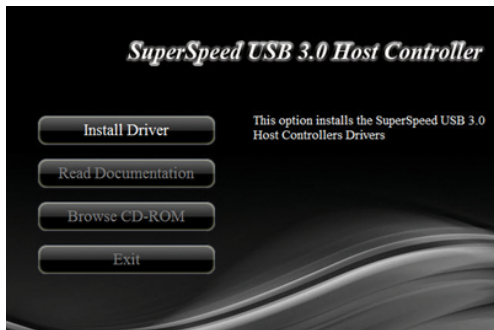 SuperSpeed USB 3.0 Host Controller
Install Driver
This option installs the SuperSpeed USB 3.0
Host Controllers Drivers
Read Documentation
Browse CD-ROM
Exit